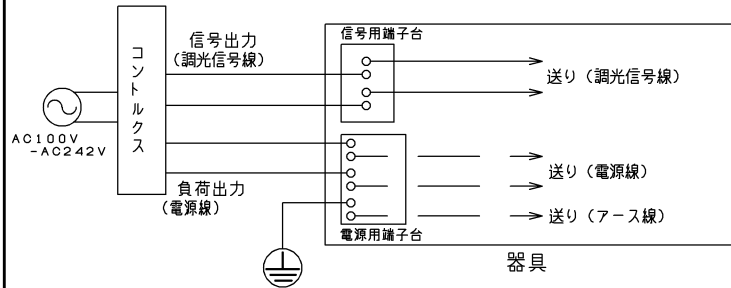 信号出力
(調光信号線)
コントルクス
AC100V
-AC242V
負荷出力
(電源線)
信号用端子台
送り(調光信号線)
送り(電源線)
送り(アース線)
電源用端子台
器具